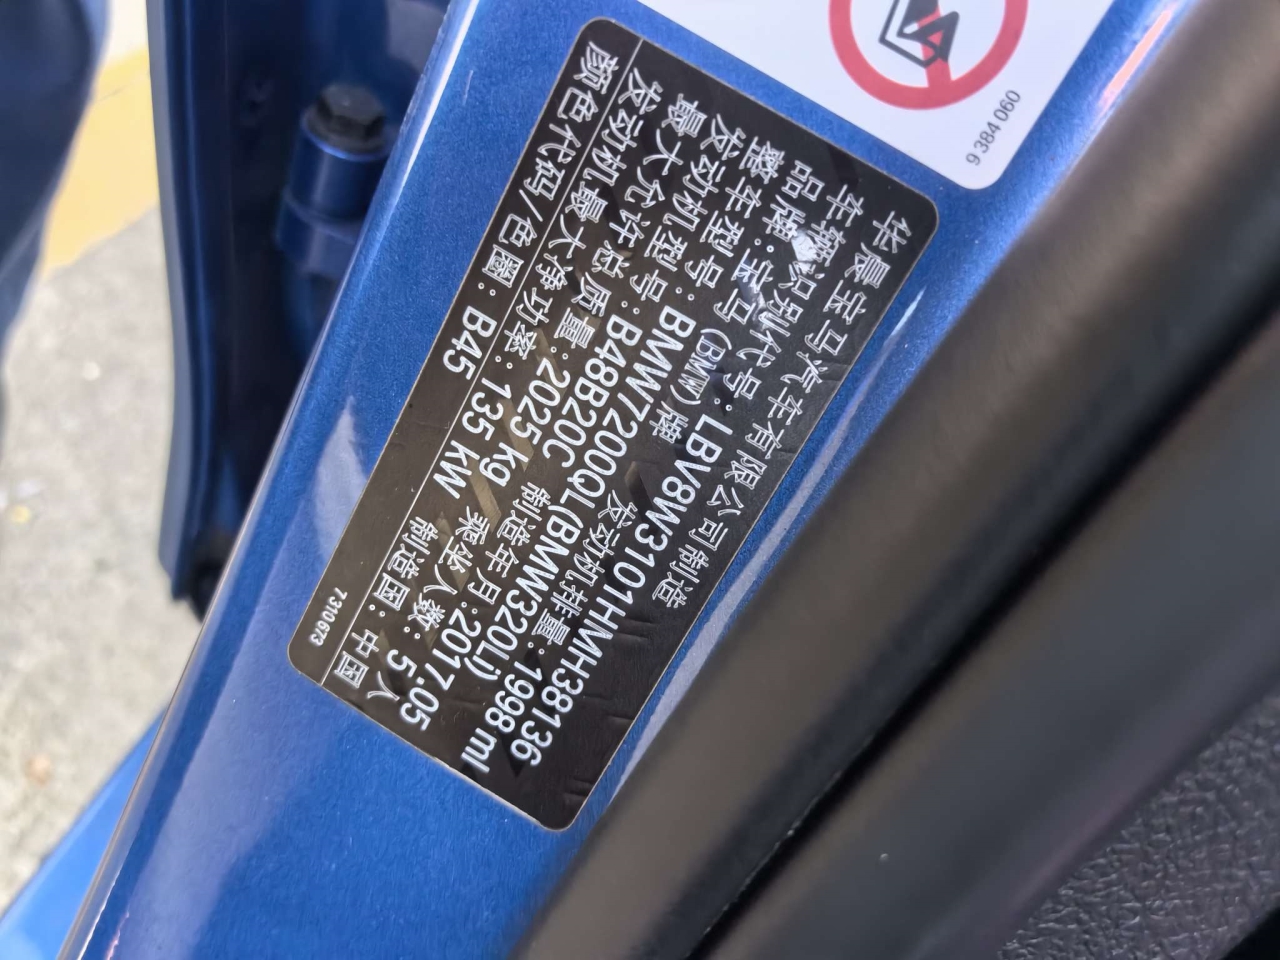 华晨宝马汽车有限公司制造
车辆识别代号: LBV8W3101HMH38136
品牌: 宝马 (BMW) 牌 发动机排量: 1998 ml
整车型号: BMW7200QL(BMW320Li)
发动机型号: B48B20C 制造年月: 2017.05
最大允许总质量: 2025 kg 乘坐人数: 5 人
发动机最大净功率: 135 kW 制造国: 中国
颜色代码/色圈: B45
7 310 673
9 384 060